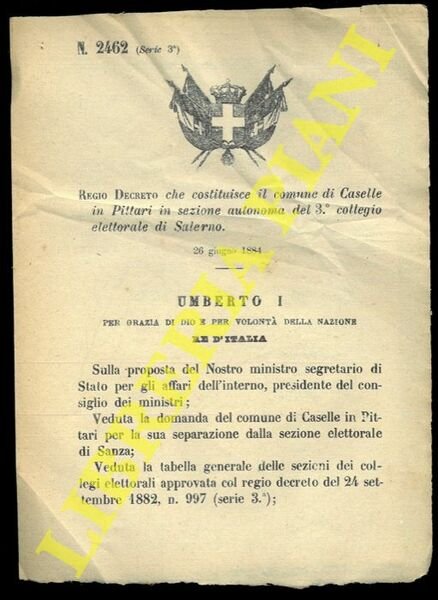 N. 2462 (Serie 3ª)
REGIO DECRETO che costituisce il comune di Caselle
in Pittari in sezione autonoma del 3.° collegio
elettorale di Salerno.
26 giugno 1884
UMBERTO I
PER GRAZIA DI DIO E PER VOLONTÀ DELLA NAZIONE
RE D'ITALIA
Sulla proposta del Nostro ministro segretario di
Stato per gli affari dell'interno, presidente del con-
siglio dei ministri;
Veduta la domanda del comune di Caselle in Pit-
tari per la sua separazione dalla sezione elettorale
di Sanza;
Veduta la tabella generale delle sezioni dei col-
legi elettorali approvata col regio decreto del 24 set-
tembre 1882, n. 997 (serie 3.ª);
LIBRERIA PIANI